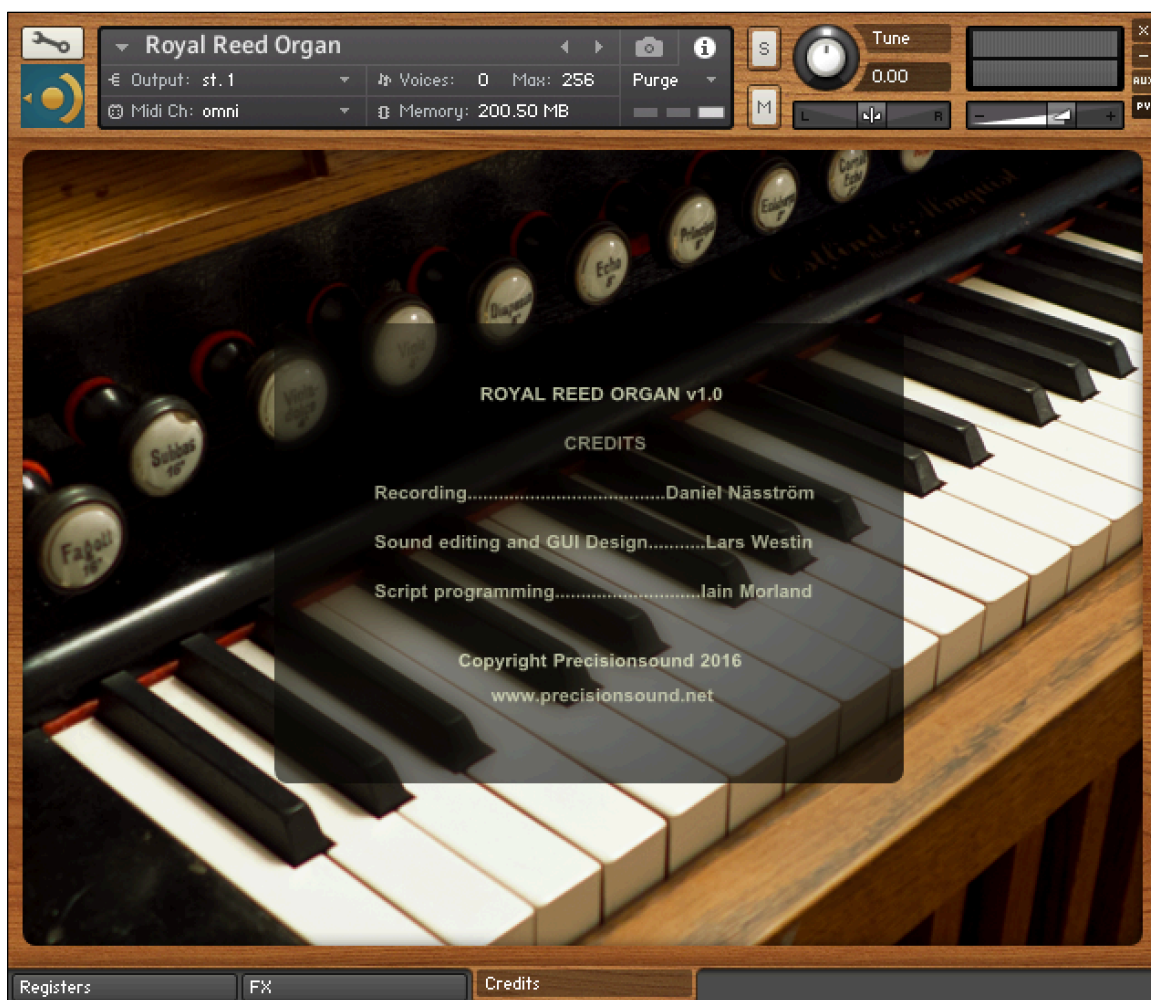 Royal Reed Organ
Output: st. 1
Voices: 0 Max: 256
Purge
Midi Ch: omni
Memory: 200.50 MB
S
M
Tune
0.00
L
R
-
+
X
-
AUX
PV
Fagott
16"
Subbas
16"
Viola
4"
Diapason
Echo
8"
Principal
8"
Echo
ROYAL REED ORGAN v1.0
CREDITS
Recording......................................Daniel Näsström
Sound editing and GUI Design...........Lars Westin
Script programming............................Iain Morland
Copyright Precisionsound 2016
www.precisionsound.net
Registers
FX
Credits